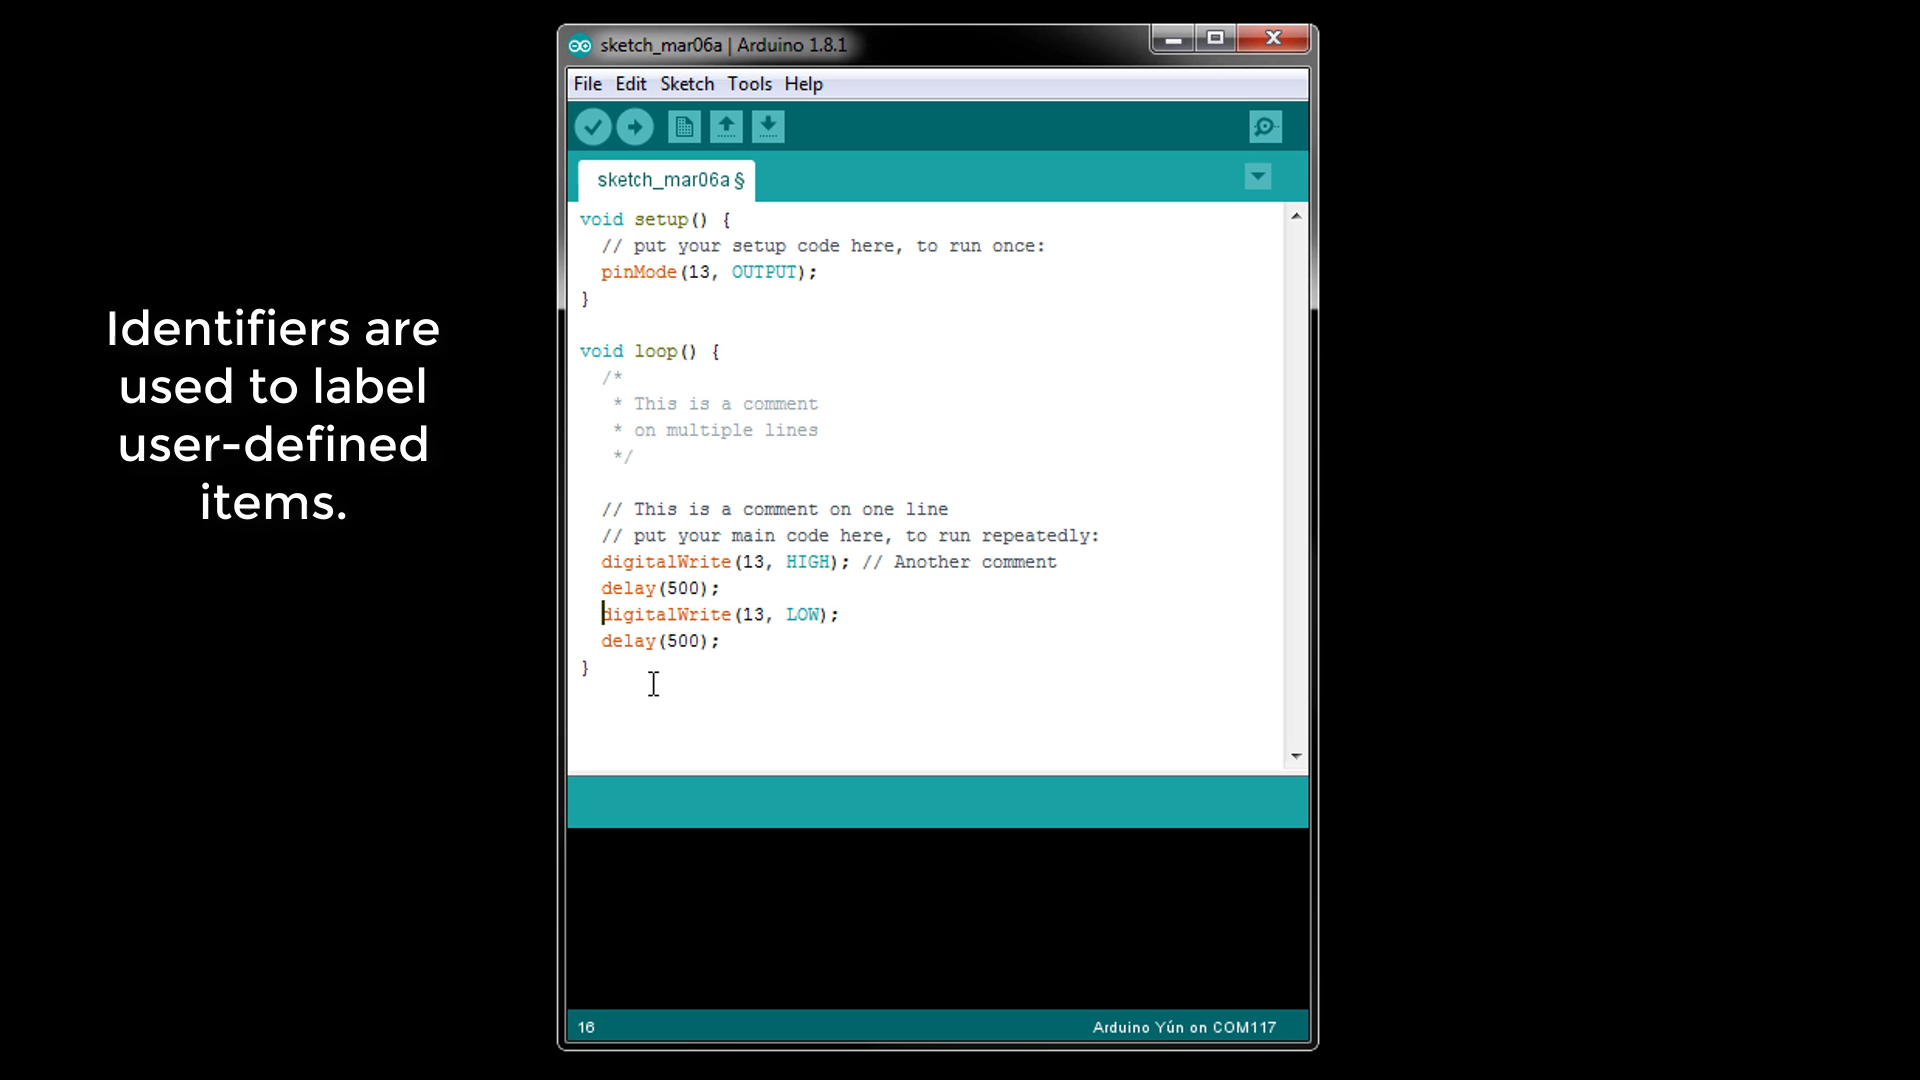 sketch_mar06a | Arduino 1.8.1
File Edit Sketch Tools Help
sketch_mar06a §
void setup() {
// put your setup code here, to run once:
pinMode(13, OUTPUT);
}
void loop() {
/*
* This is a comment
* on multiple lines
*/
// This is a comment on one line
// put your main code here, to run repeatedly:
digitalWrite(13, HIGH); // Another comment
delay(500);
digitalWrite(13, LOW);
delay(500);
}
16
Arduino Yún on COM117
Identifiers are
used to label
user-defined
items.